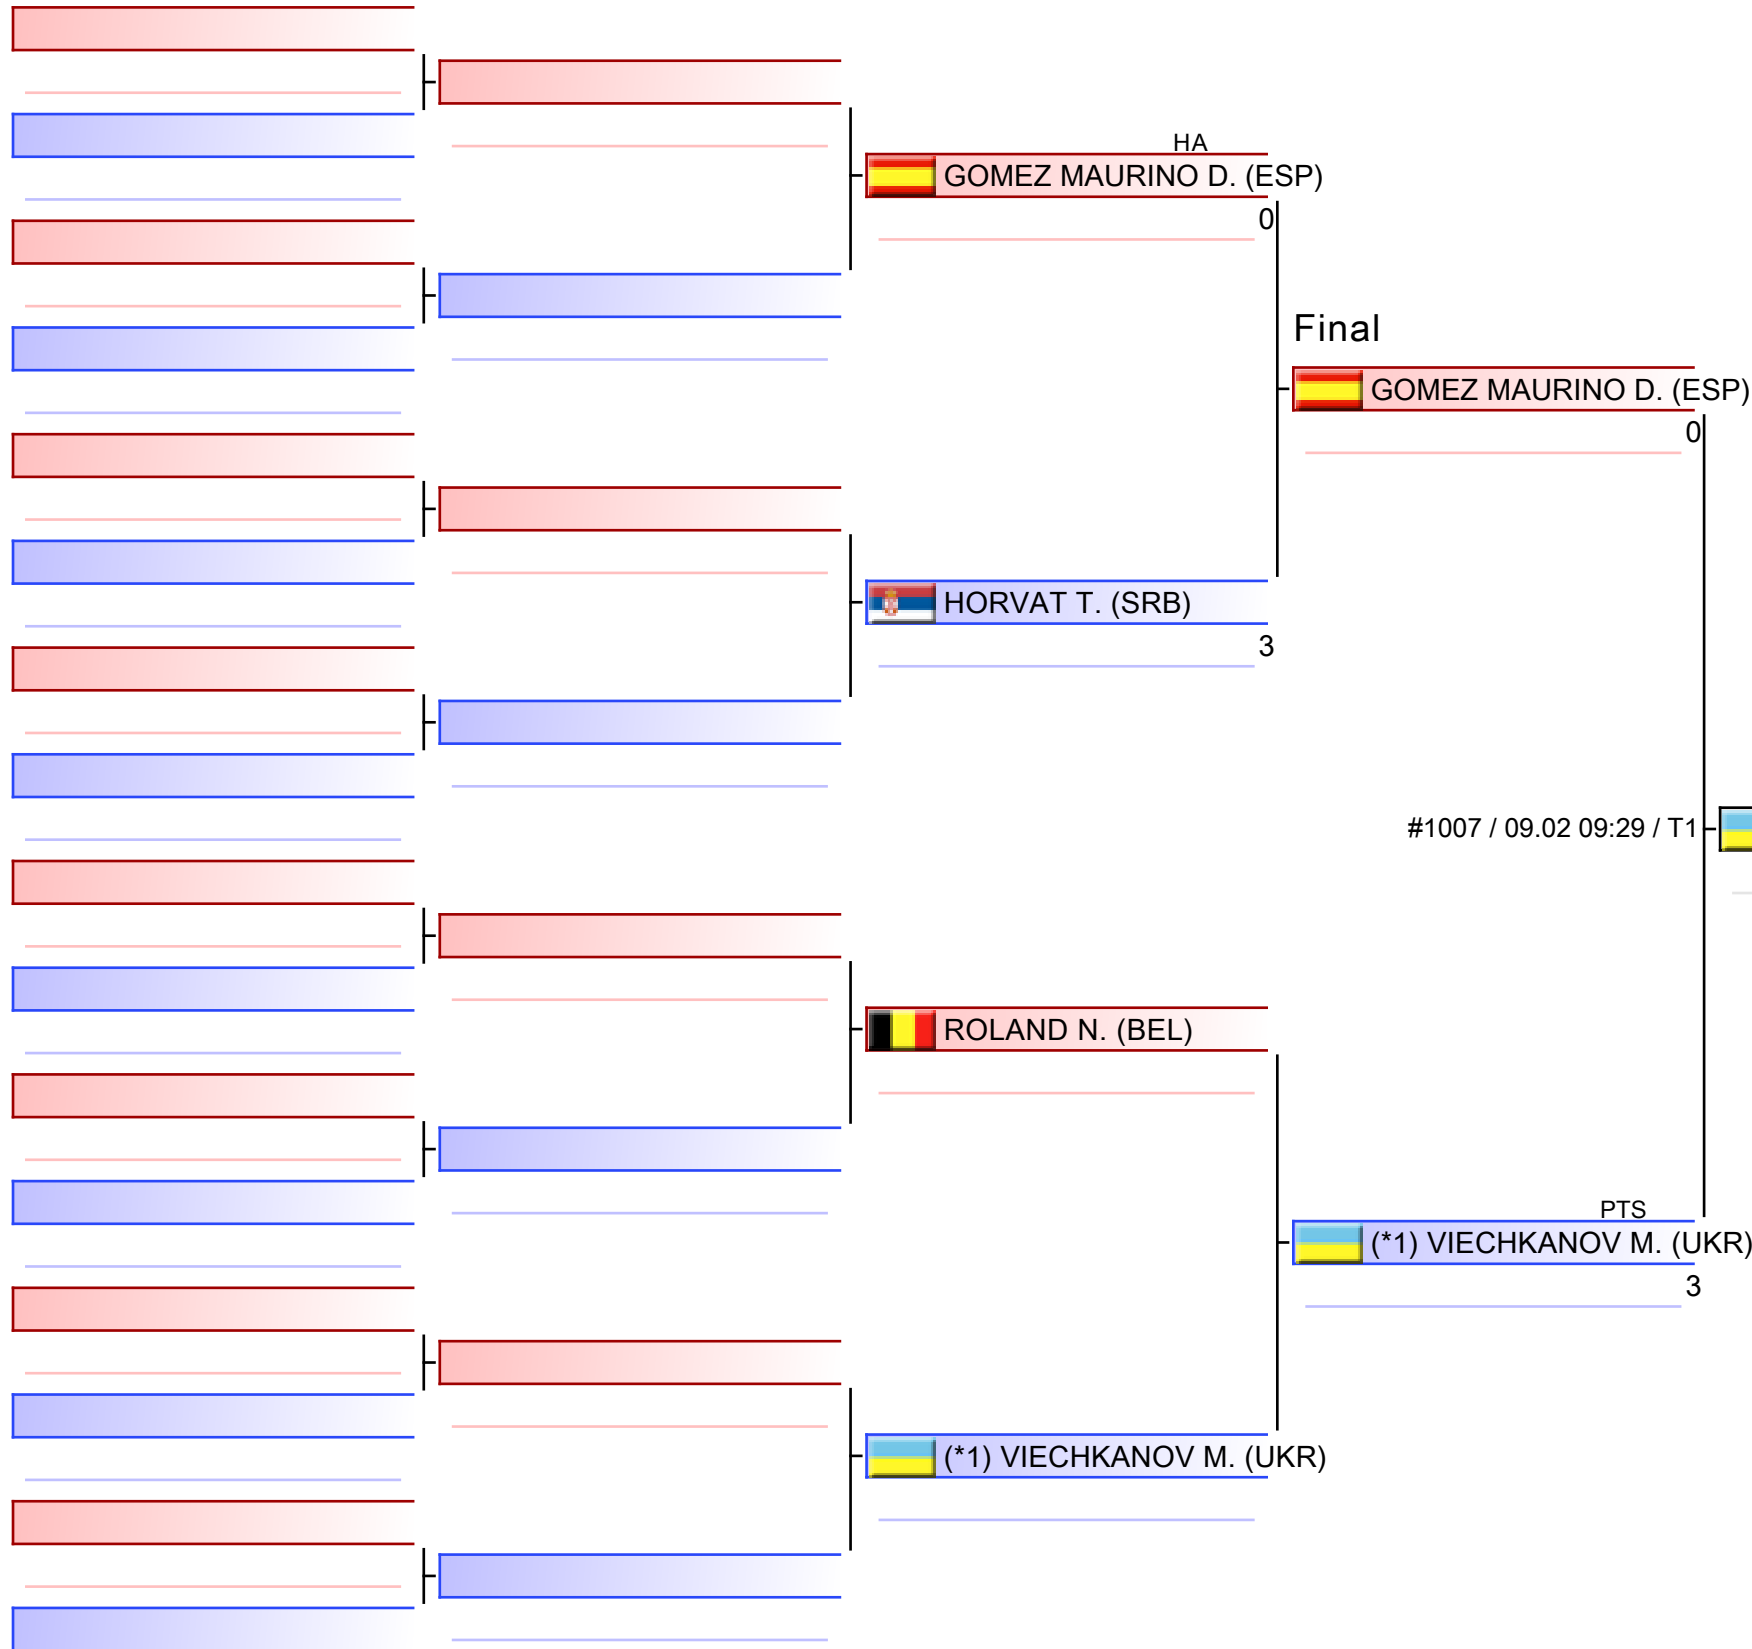 HA
GOMEZ MAURINO D. (ESP)
0
Final
GOMEZ MAURINO D. (ESP)
0
HORVAT T. (SRB)
3
#1007 / 09.02 09:29 / T1
ROLAND N. (BEL)
PTS
(*1) VIECHKANOV M. (UKR)
3
(*1) VIECHKANOV M. (UKR)